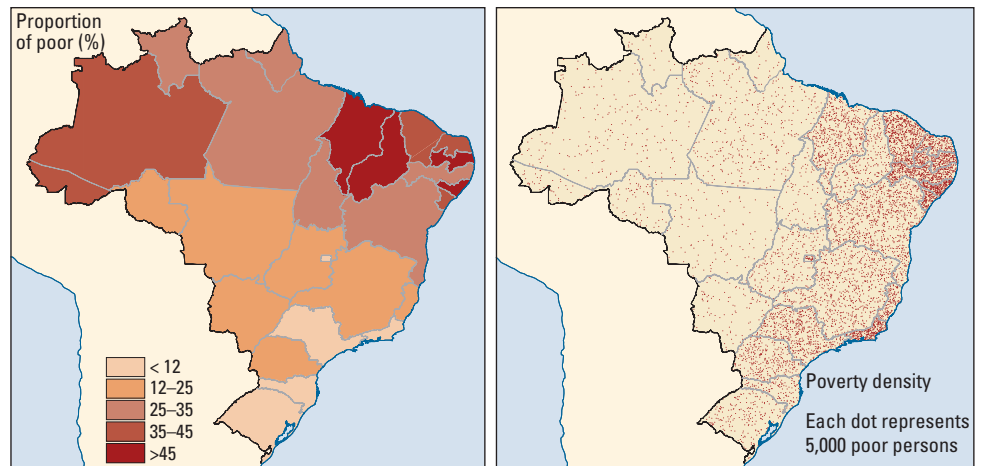 Proportion
of poor (%)
< 12
12–25
25–35
35–45
>45
Poverty density
Each dot represents
5,000 poor persons